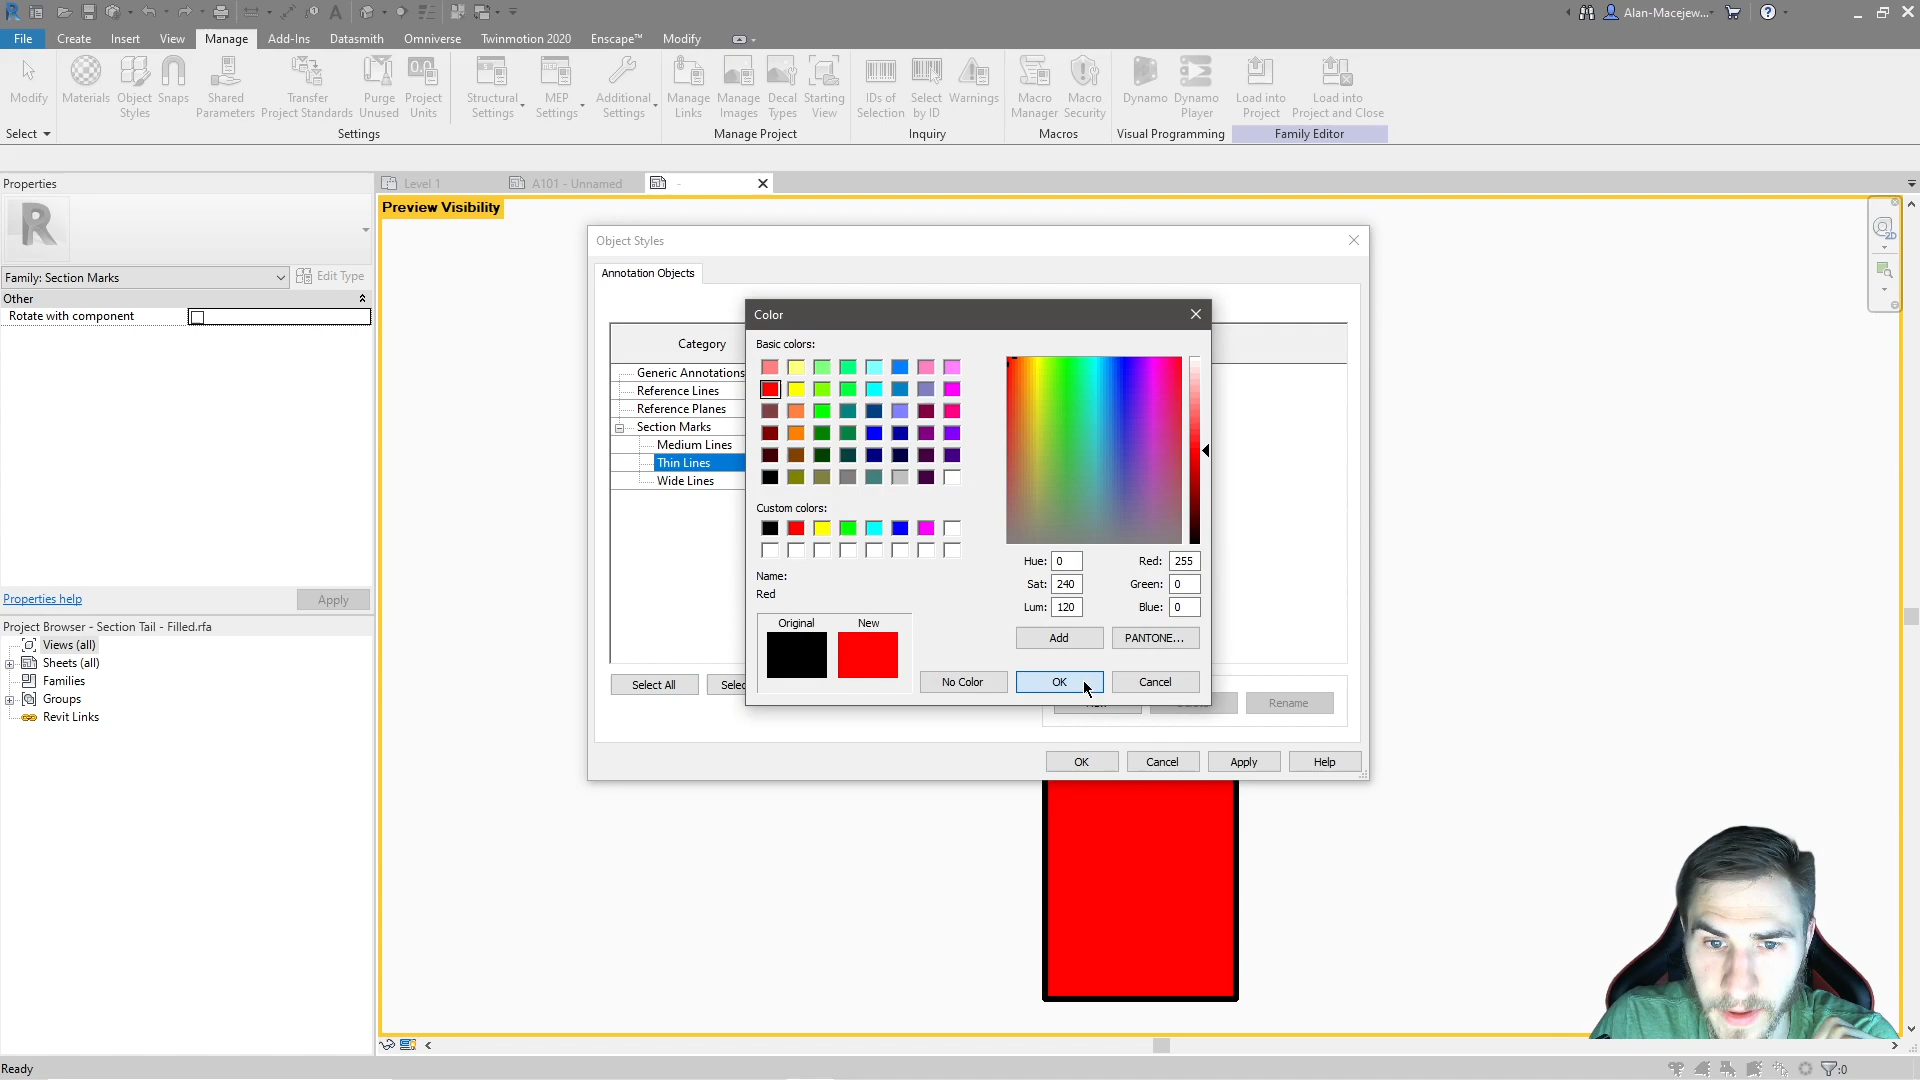 Alan-Macejew...
File Create Insert View Manage Add-Ins Datasmith Omniverse Twinmotion 2020 Enscape™ Modify
Modify Materials Object Styles Snaps Shared Parameters Transfer Project Standards Purge Unused Project Units Structural Settings MEP Settings Additional Settings Manage Links Manage Images Decal Types Starting View IDs of Selection Select by ID Warnings Macro Manager Macro Security Dynamo Dynamo Player Load into Project Load into Project and Close
Select Settings Manage Project Inquiry Macros Visual Programming Family Editor
Properties
Level 1 A101 - Unnamed -
Preview Visibility
Family: Section Marks Edit Type
Other
Rotate with component
Properties help Apply
Project Browser - Section Tail - Filled.rfa
Views (all)
Sheets (all)
Families
Groups
Revit Links
Object Styles
Annotation Objects
Category
Generic Annotations
Reference Lines
Reference Planes
Section Marks
Medium Lines
Thin Lines
Wide Lines
Select All
Rename
OK Cancel Apply Help
Color
Basic colors:
Custom colors:
Name:
Red
Original New
Hue: 0 Red: 255
Sat: 240 Green: 0
Lum: 120 Blue: 0
Add PANTONE...
No Color OK Cancel
2D
Ready
:0